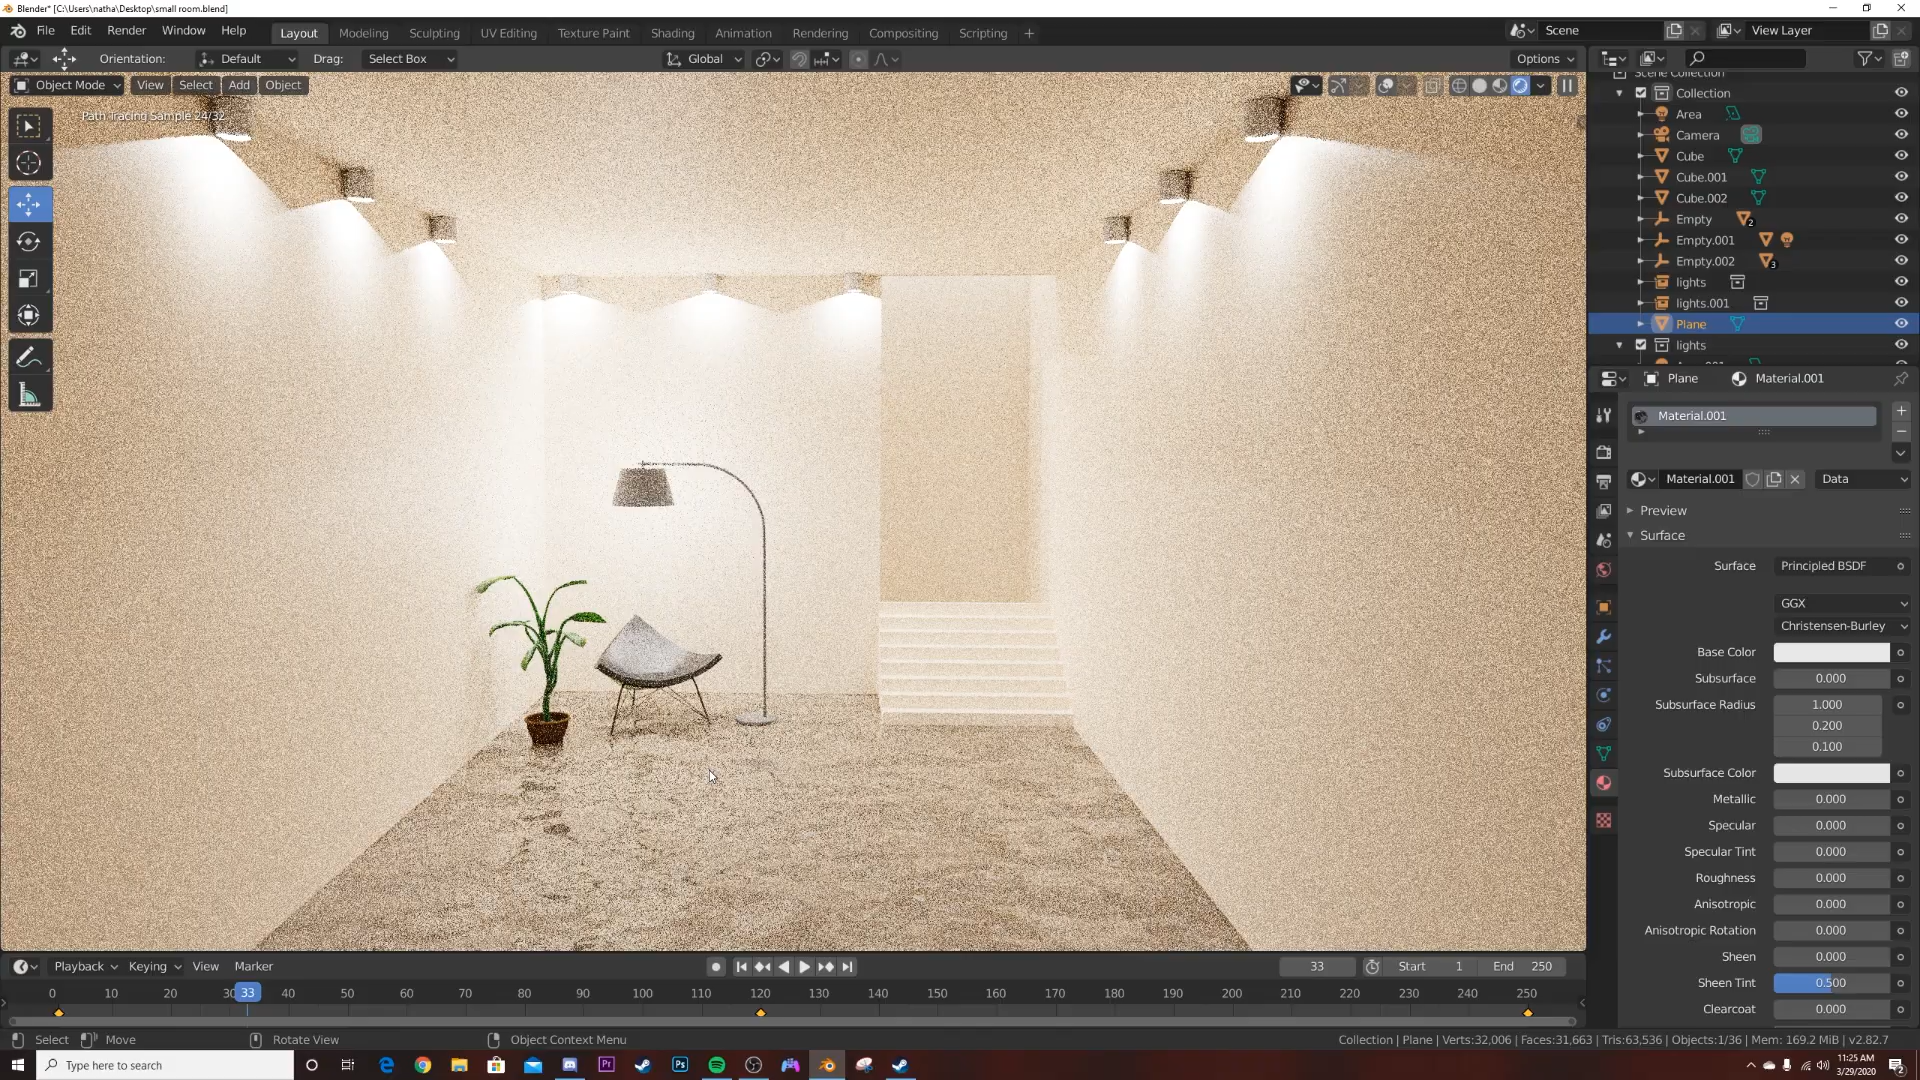 Blender* [C:\Users\natha\Desktop\small room.blend]
File Edit Render Window Help Layout Modeling Sculpting UV Editing Texture Paint Shading Animation Rendering Compositing Scripting + Scene View Layer
Orientation: Default Drag: Select Box Global Options
Object Mode View Select Add Object
Path Tracing Sample 24/32
Scene Collection
Collection
Area
Camera
Cube
Cube.001
Cube.002
Empty 2
Empty.001
Empty.002 3
lights
lights.001
Plane
lights
Plane Material.001
Material.001
Material.001 Data
Preview
Surface
Surface Principled BSDF
GGX
Christensen-Burley
Base Color
Subsurface 0.000
Subsurface Radius 1.000
0.200
0.100
Subsurface Color
Metallic 0.000
Specular 0.000
Specular Tint 0.000
Roughness 0.000
Anisotropic 0.000
Anisotropic Rotation 0.000
Sheen 0.000
Sheen Tint 0.500
Clearcoat 0.000
Playback Keying View Marker 33 Start 1 End 250
0 10 20 30 33 40 50 60 70 80 90 100 110 120 130 140 150 160 170 180 190 200 210 220 230 240 250
Select Move Rotate View Object Context Menu Collection | Plane | Verts:32,006 | Faces:31,663 | Tris:63,536 | Objects:1/36 | Mem: 169.2 MiB | v2.82.7
Type here to search
11:25 AM
3/29/2020
2